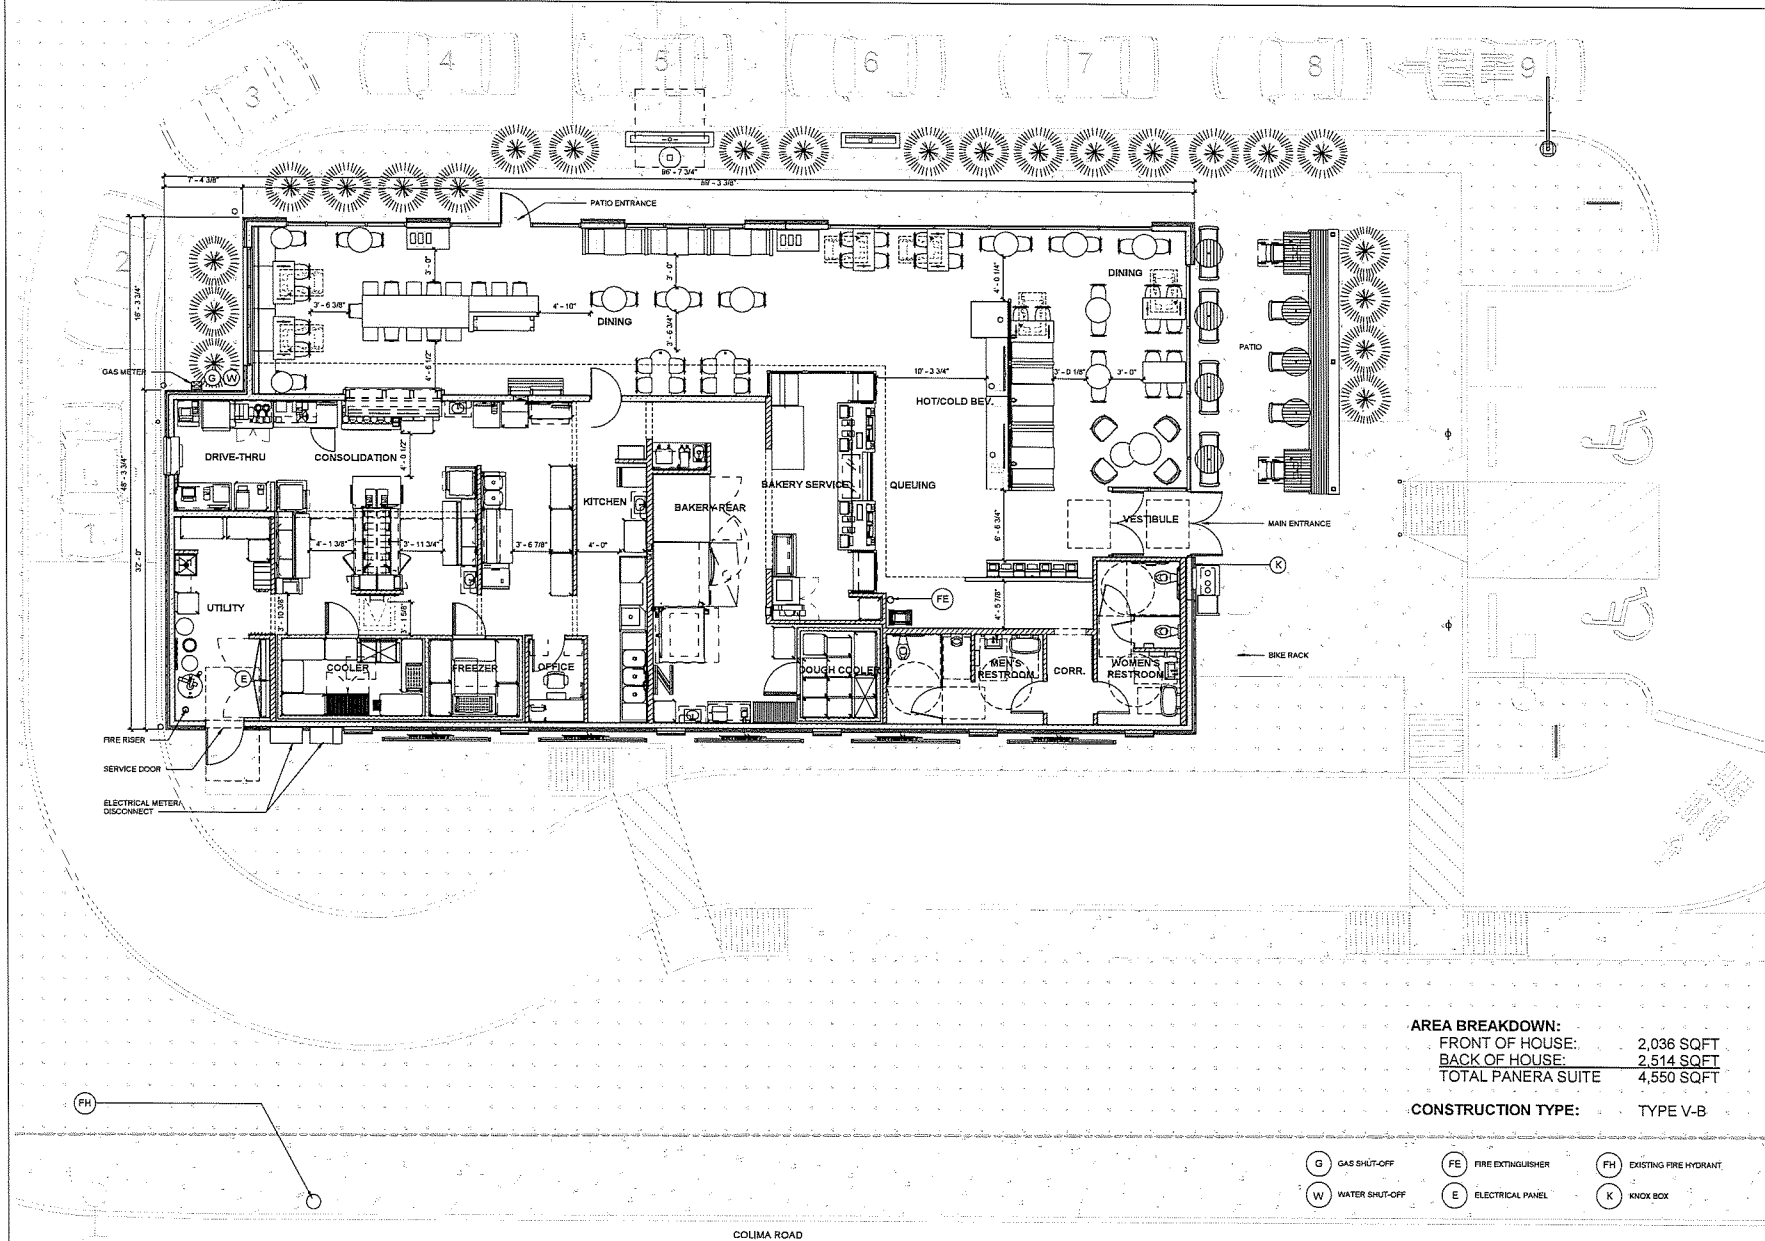 4
5
6
7
8
9
3
96' - 7 3/4"
7' - 4 3/8"
89' - 3 3/8"
PATIO ENTRANCE
2
3' - 0"
3' - 0"
4' - 0 1/4"
DINING
16' - 3 3/4"
3' - 6 3/8"
4' - 10"
DINING
3' - 6 3/4"
PATIO
GAS METER
G
W
4' - 6 1/2"
10' - 3 3/4"
3' - 0 1/8"
3' - 0"
HOT/COLD BEV.
DRIVE-THRU
CONSOLIDATION
4' - 0 1/2"
48' - 3 3/4"
KITCHEN
BAKERY SERVICE
QUEUING
BAKERY REAR
VESTIBULE
MAIN ENTRANCE
1
32' - 0"
4' - 1 3/8"
3' - 11 3/4"
3' - 6 7/8"
4' - 0"
6' - 6 3/4"
K
UTILITY
3' - 10 3/8"
3' - 1 5/8"
FE
4' - 5 7/8"
BIKE RACK
E
COOLER
FREEZER
OFFICE
DOUGH COOLER
MEN'S
RESTROOM
CORR.
WOMEN'S
RESTROOM
FIRE RISER
SERVICE DOOR
ELECTRICAL METER/
DISCONNECT
AREA BREAKDOWN:
FRONT OF HOUSE: 2,036 SQFT
BACK OF HOUSE: 2,514 SQFT
TOTAL PANERA SUITE 4,550 SQFT
CONSTRUCTION TYPE: TYPE V-B
FH
G GAS SHUT-OFF FE FIRE EXTINGUISHER FH EXISTING FIRE HYDRANT
W WATER SHUT-OFF E ELECTRICAL PANEL K KNOX BOX
COLIMA ROAD